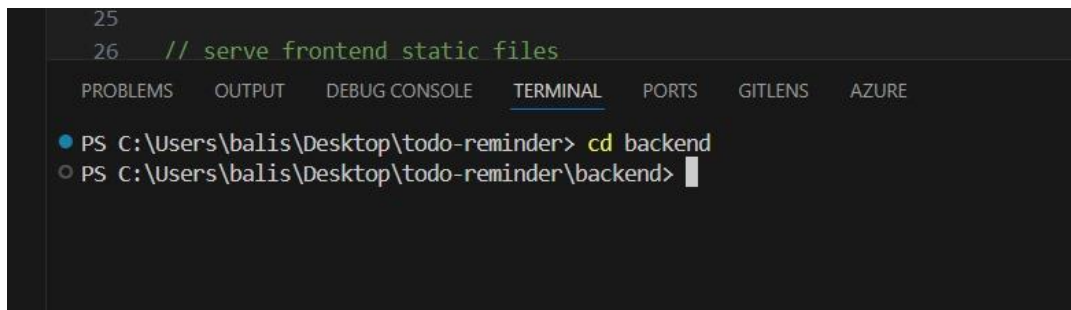 25
26 // serve frontend static files
PROBLEMS OUTPUT DEBUG CONSOLE TERMINAL PORTS GITLENS AZURE
PS C:\Users\balis\Desktop\todo-reminder> cd backend
PS C:\Users\balis\Desktop\todo-reminder\backend>